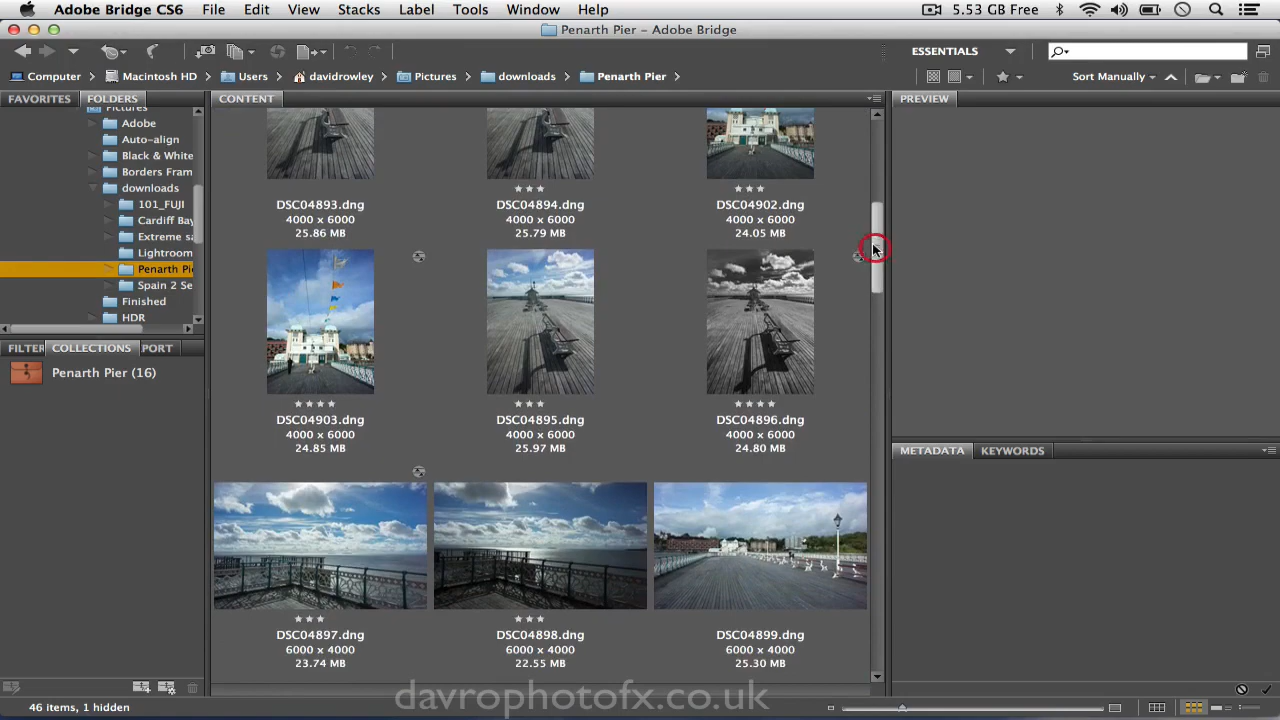 Adobe Bridge CS6 File Edit View Stacks Label Tools Window Help 5.53 GB Free
Penarth Pier – Adobe Bridge
ESSENTIALS
Computer Macintosh HD Users davidrowley Pictures downloads Penarth Pier Sort Manually
FAVORITES FOLDERS CONTENT PREVIEW
Pictures
Adobe
Auto-align
Black & White
Borders Fram
downloads
101_FUJI
Cardiff Bay
Extreme sa
Lightroom
Penarth Pie
Spain 2 Se
Finished
HDR
FILTER COLLECTIONS PORT
Penarth Pier (16)
DSC04893.dng
4000 x 6000
25.86 MB
DSC04894.dng
4000 x 6000
25.79 MB
DSC04902.dng
4000 x 6000
24.05 MB
DSC04903.dng
4000 x 6000
24.85 MB
DSC04895.dng
4000 x 6000
25.97 MB
DSC04896.dng
4000 x 6000
24.80 MB
DSC04897.dng
6000 x 4000
23.74 MB
DSC04898.dng
6000 x 4000
22.55 MB
DSC04899.dng
6000 x 4000
25.30 MB
METADATA KEYWORDS
46 items, 1 hidden
davrophotofx.co.uk